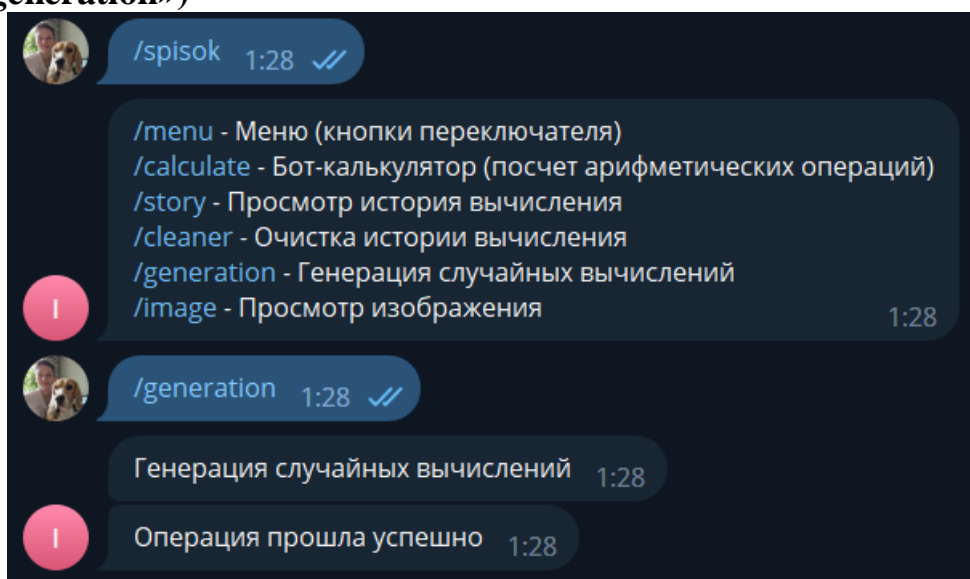 generation»)
/spisok 1:28
/menu - Меню (кнопки переключателя)
/calculate - Бот-калькулятор (посчет арифметических операций)
/story - Просмотр история вычисления
/cleaner - Очистка истории вычисления
/generation - Генерация случайных вычислений
/image - Просмотр изображения
1:28
I
/generation 1:28
Генерация случайных вычислений 1:28
Операция прошла успешно 1:28
I